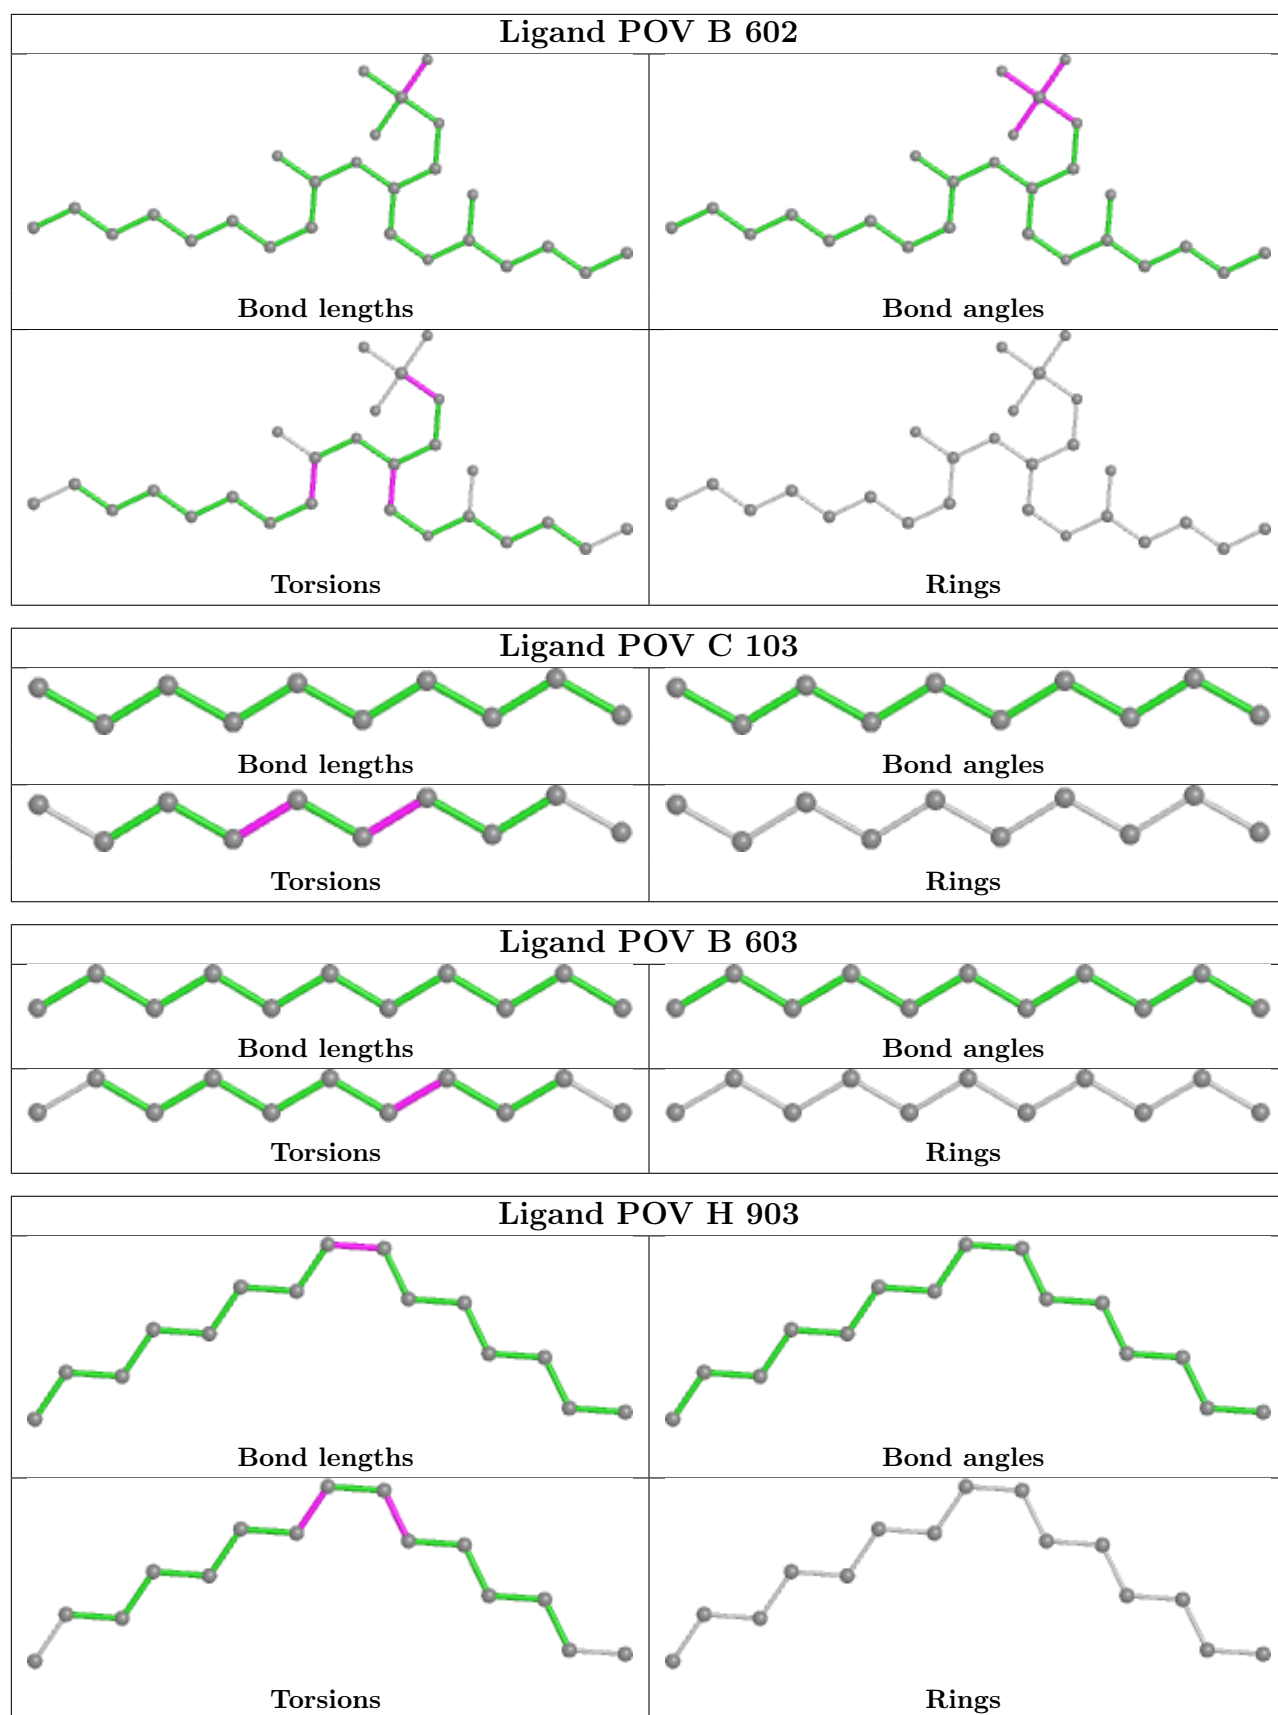 Ligand POV B 602
Bond lengths
Bond angles
Torsions
Rings
Ligand POV C 103
Bond lengths
Bond angles
Torsions
Rings
Ligand POV B 603
Bond lengths
Bond angles
Torsions
Rings
Ligand POV H 903
Bond lengths
Bond angles
Torsions
Rings